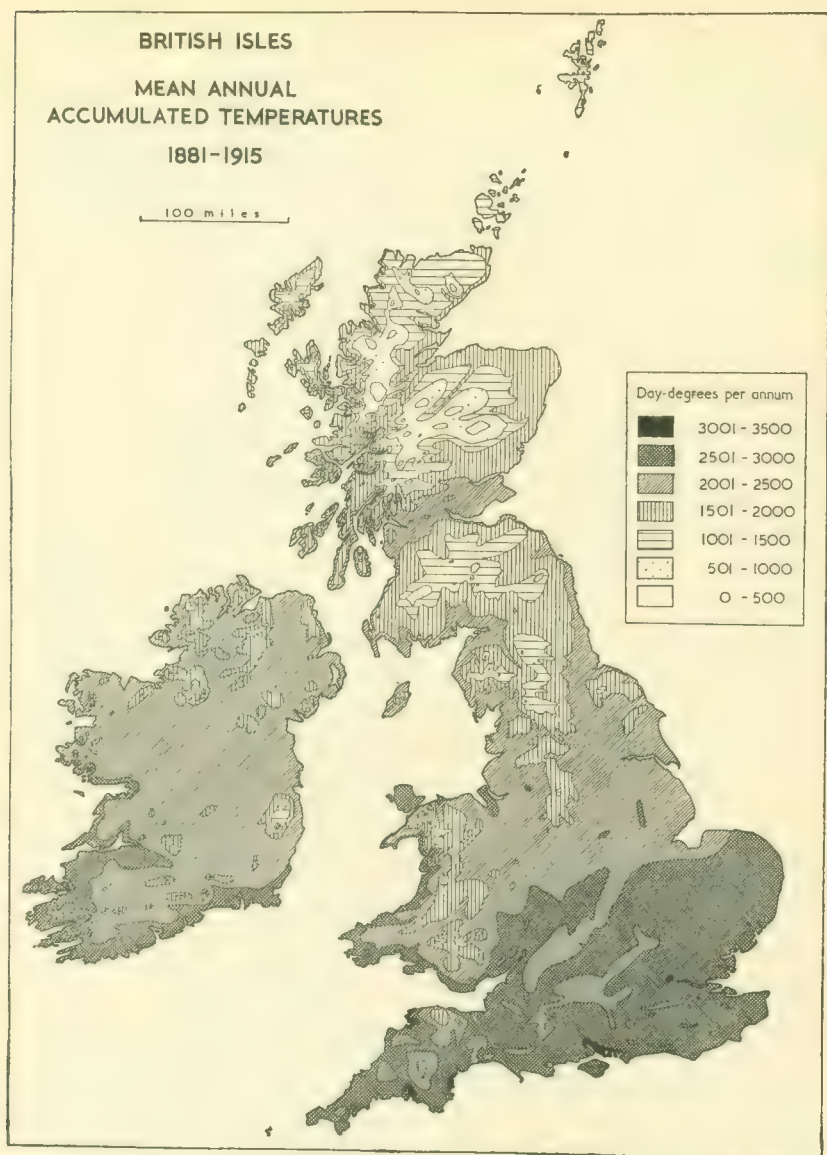 BRITISH ISLES
MEAN ANNUAL
ACCUMULATED TEMPERATURES
1881-1915
100 miles
Day-degrees per annum
3001 - 3500
2501 - 3000
2001 - 2500
1501 - 2000
1001 - 1500
501 - 1000
0 - 500